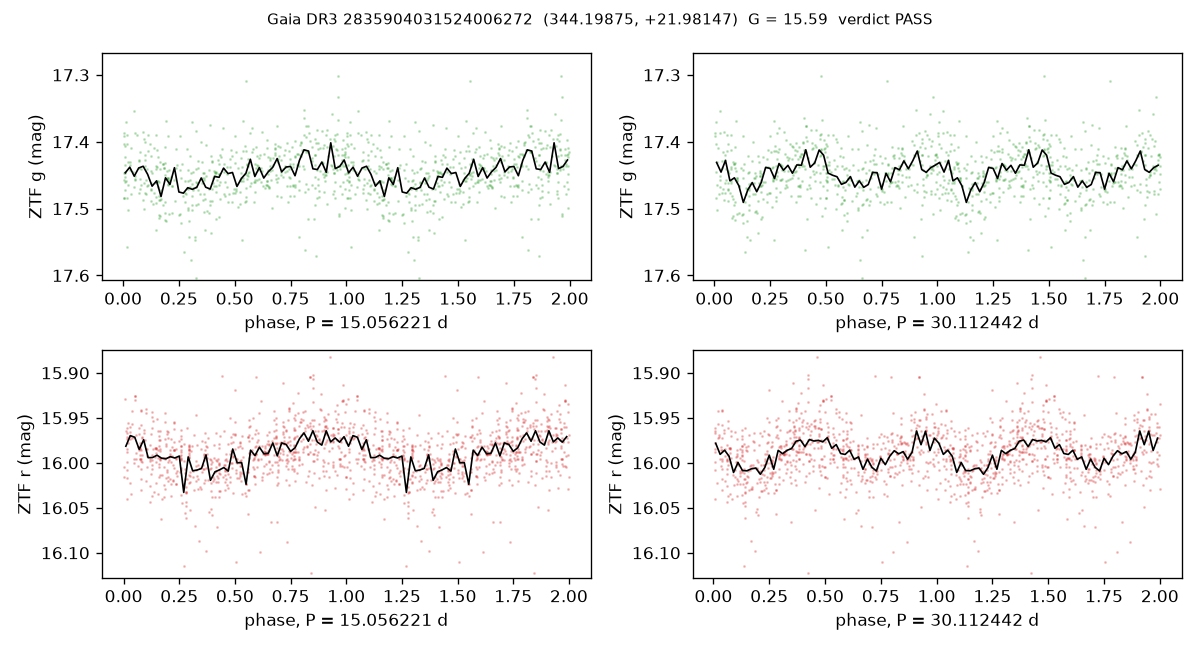 Gaia DR3 2835904031524006272 (344.19875, +21.98147) G = 15.59 verdict PASS
ZTF g (mag)
17.3
17.4
17.5
17.6
0.00 0.25 0.50 0.75 1.00 1.25 1.50 1.75 2.00
phase, P = 15.056221 d
ZTF g (mag)
17.3
17.4
17.5
17.6
0.00 0.25 0.50 0.75 1.00 1.25 1.50 1.75 2.00
phase, P = 30.112442 d
ZTF r (mag)
15.90
15.95
16.00
16.05
16.10
0.00 0.25 0.50 0.75 1.00 1.25 1.50 1.75 2.00
phase, P = 15.056221 d
ZTF r (mag)
15.90
15.95
16.00
16.05
16.10
0.00 0.25 0.50 0.75 1.00 1.25 1.50 1.75 2.00
phase, P = 30.112442 d